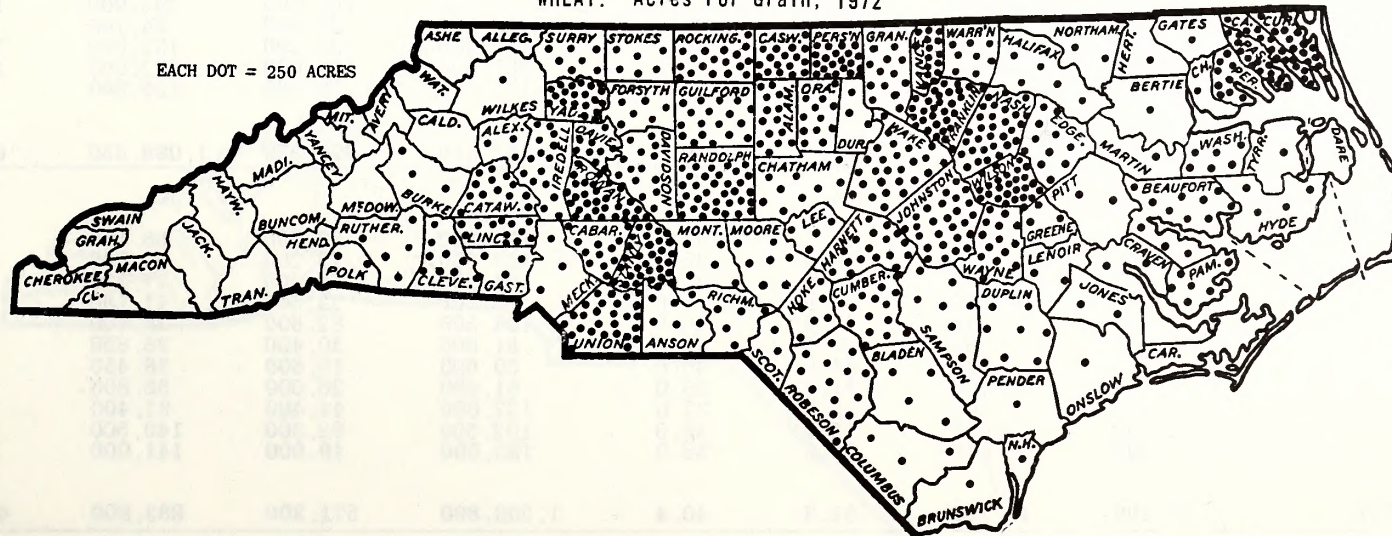 WHEAT: Acres For Grain, 1972
EACH DOT = 250 ACRES
ASHE ALLEG. SURRY STOKES ROCKING. CASW. PERS'N GRAN. VANCE WARR'N HALIFAX NORTHAM. HERT. GATES CA. CUR.
PAS. PER. CH.
WAT. WILKES YAD. FORSYTH GUILFORD ALAM. ORA. DUR. FRANKLIN NASH EDGE. BERTIE
MIT. AVERY CALD. ALEX. IREDELL DAVIE DAVIDSON RANDOLPH CHATHAM WAKE WILSON MARTIN WASH. TYRR. DARE
MADI. YANCEY BURKE CATAW. ROWAN JOHNSTON PITT BEAUFORT HYDE
HAYW. BUNCOM. McDOW. LINC. CABAR. STANLY MONT. MOORE LEE HARNETT WAYNE GREENE LENOIR CRAVEN PAM.
SWAIN GRAH. JACK. HEND. RUTHER. CLEVE. GAST. MECK. RICHM. HOKE CUMBER. SAMPSON DUPLIN JONES
CHEROKEE MACON CL. TRAN. POLK UNION ANSON SCOT. ROBESON BLADEN PENDER ONSLOW CAR.
COLUMBUS N.H.
BRUNSWICK